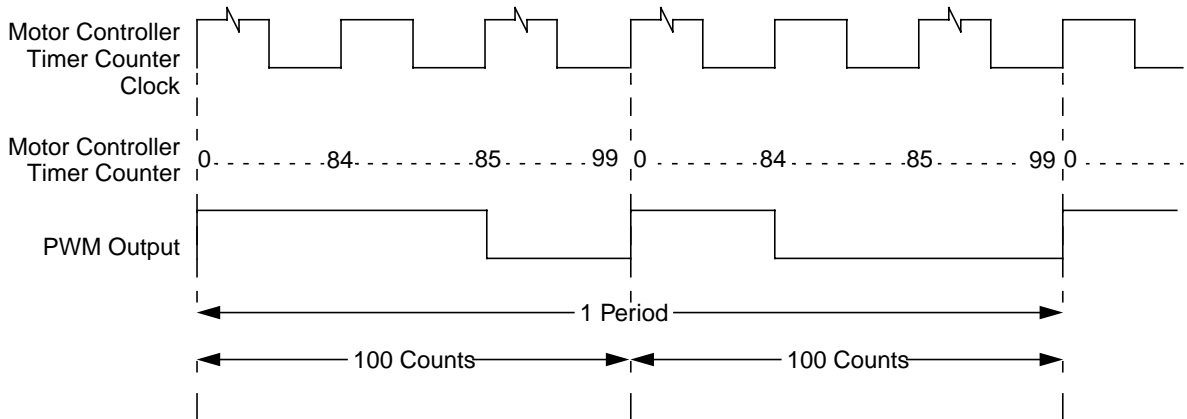 Motor Controller
Timer Counter
Clock
Motor Controller
Timer Counter
0 84 85 99 0 84 85 99 0
PWM Output
1 Period
100 Counts 100 Counts